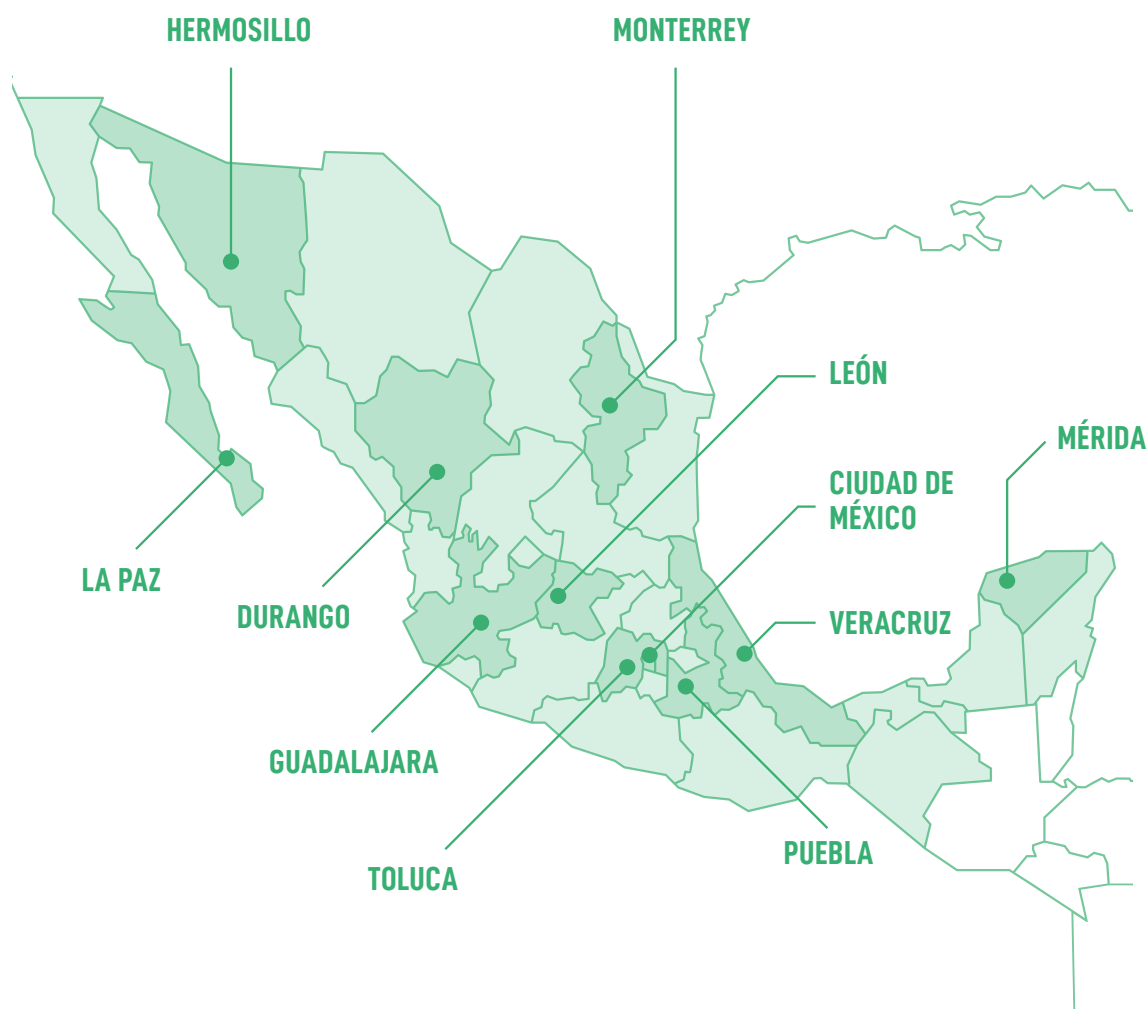 HERMOSILLO
MONTERREY
LEÓN
MÉRIDA
CIUDAD DE
MÉXICO
LA PAZ
DURANGO
VERACRUZ
GUADALAJARA
PUEBLA
TOLUCA